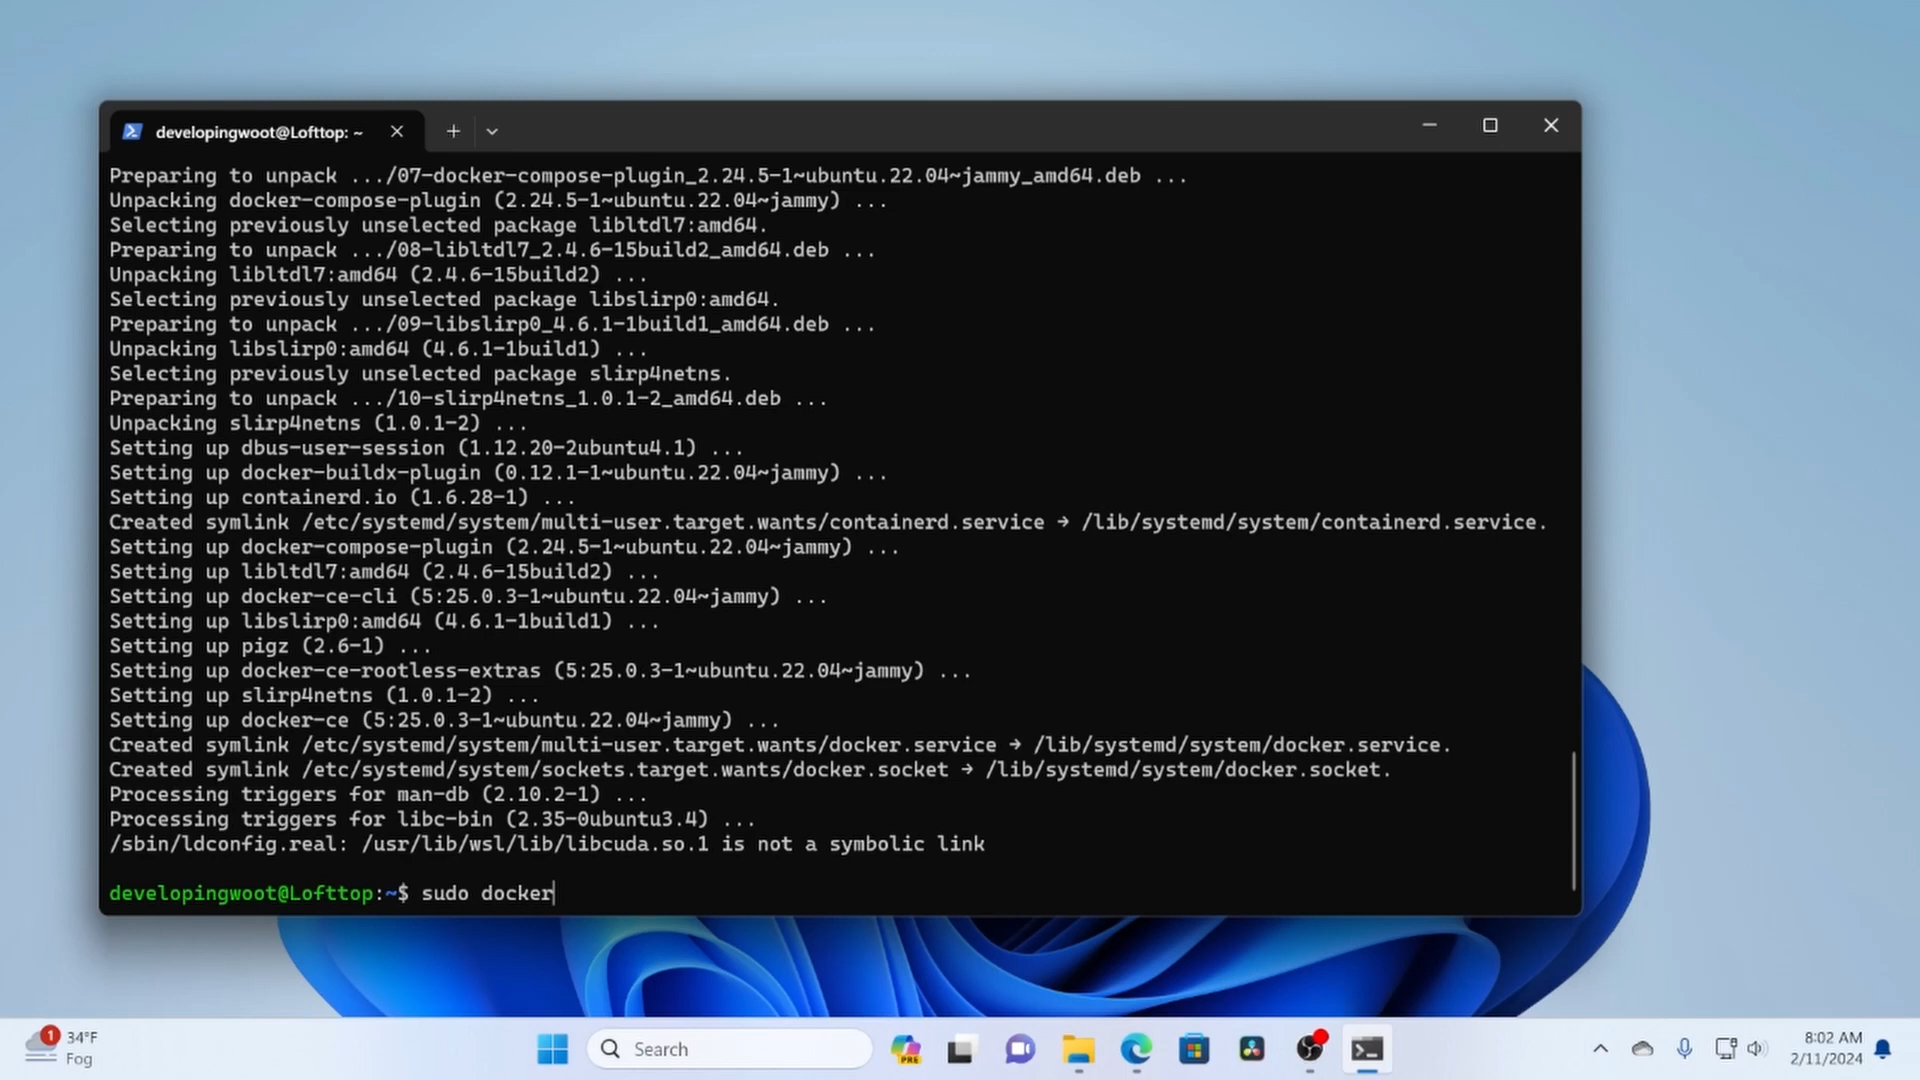 developingwoot@Lofttop: ~
Preparing to unpack .../07-docker-compose-plugin_2.24.5-1~ubuntu.22.04~jammy_amd64.deb ...
Unpacking docker-compose-plugin (2.24.5-1~ubuntu.22.04~jammy) ...
Selecting previously unselected package libltdl7:amd64.
Preparing to unpack .../08-libltdl7_2.4.6-15build2_amd64.deb ...
Unpacking libltdl7:amd64 (2.4.6-15build2) ...
Selecting previously unselected package libslirp0:amd64.
Preparing to unpack .../09-libslirp0_4.6.1-1build1_amd64.deb ...
Unpacking libslirp0:amd64 (4.6.1-1build1) ...
Selecting previously unselected package slirp4netns.
Preparing to unpack .../10-slirp4netns_1.0.1-2_amd64.deb ...
Unpacking slirp4netns (1.0.1-2) ...
Setting up dbus-user-session (1.12.20-2ubuntu4.1) ...
Setting up docker-buildx-plugin (0.12.1-1~ubuntu.22.04~jammy) ...
Setting up containerd.io (1.6.28-1) ...
Created symlink /etc/systemd/system/multi-user.target.wants/containerd.service → /lib/systemd/system/containerd.service.
Setting up docker-compose-plugin (2.24.5-1~ubuntu.22.04~jammy) ...
Setting up libltdl7:amd64 (2.4.6-15build2) ...
Setting up docker-ce-cli (5:25.0.3-1~ubuntu.22.04~jammy) ...
Setting up libslirp0:amd64 (4.6.1-1build1) ...
Setting up pigz (2.6-1) ...
Setting up docker-ce-rootless-extras (5:25.0.3-1~ubuntu.22.04~jammy) ...
Setting up slirp4netns (1.0.1-2) ...
Setting up docker-ce (5:25.0.3-1~ubuntu.22.04~jammy) ...
Created symlink /etc/systemd/system/multi-user.target.wants/docker.service → /lib/systemd/system/docker.service.
Created symlink /etc/systemd/system/sockets.target.wants/docker.socket → /lib/systemd/system/docker.socket.
Processing triggers for man-db (2.10.2-1) ...
Processing triggers for libc-bin (2.35-0ubuntu3.4) ...
/sbin/ldconfig.real: /usr/lib/wsl/lib/libcuda.so.1 is not a symbolic link
developingwoot@Lofttop:~$ sudo docker
1
34°F
Fog
Search
PRE
8:02 AM
2/11/2024